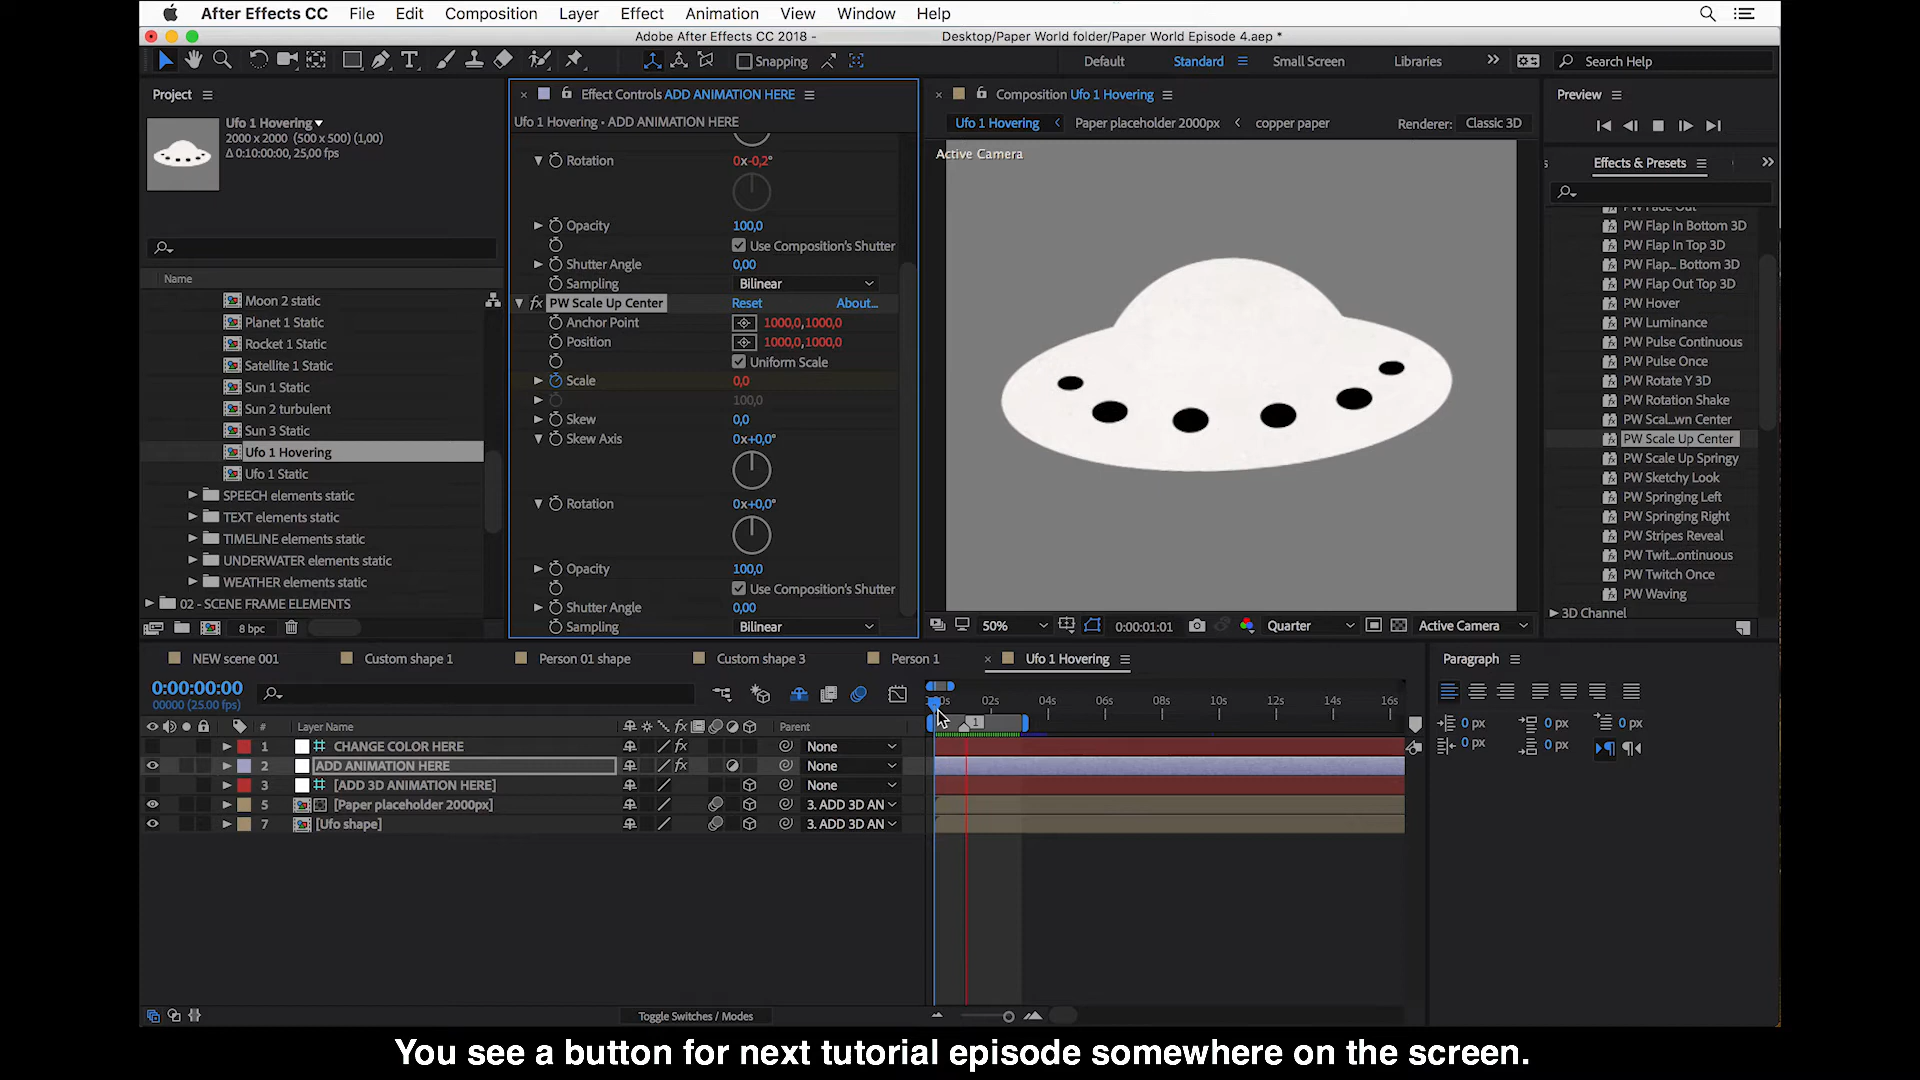 After Effects CC File Edit Composition Layer Effect Animation View Window Help
Adobe After Effects CC 2018 - Desktop/Paper World folder/Paper World Episode 4.aep *
Snapping Default Standard Small Screen Libraries Search Help
Project
Ufo 1 Hovering
2000 x 2000 (500 x 500) (1,00)
Δ 0:10:00:00, 25,00 fps
Name
Moon 2 static
Planet 1 Static
Rocket 1 Static
Satellite 1 Static
Sun 1 Static
Sun 2 turbulent
Sun 3 Static
Ufo 1 Hovering
Ufo 1 Static
SPEECH elements static
TEXT elements static
TIMELINE elements static
UNDERWATER elements static
WEATHER elements static
02 - SCENE FRAME ELEMENTS
8 bpc
Effect Controls ADD ANIMATION HERE
Ufo 1 Hovering • ADD ANIMATION HERE
Rotation 0x-0,2°
Opacity 100,0
Use Composition's Shutter
Shutter Angle 0,00
Sampling Bilinear
fx PW Scale Up Center Reset About...
Anchor Point 1000,0,1000,0
Position 1000,0,1000,0
Uniform Scale
Scale 0,0
100,0
Skew 0,0
Skew Axis 0x+0,0°
Rotation 0x+0,0°
Opacity 100,0
Use Composition's Shutter
Shutter Angle 0,00
Sampling Bilinear
Composition Ufo 1 Hovering
Ufo 1 Hovering Paper placeholder 2000px copper paper Renderer: Classic 3D
Active Camera
50% 0:00:01:01 Quarter Active Camera
Preview
Effects & Presets
PW Fade Out
PW Flap In Bottom 3D
PW Flap In Top 3D
PW Flap... Bottom 3D
PW Flap Out Top 3D
PW Hover
PW Luminance
PW Pulse Continuous
PW Pulse Once
PW Rotate Y 3D
PW Rotation Shake
PW Scal...wn Center
PW Scale Up Center
PW Scale Up Springy
PW Sketchy Look
PW Springing Left
PW Springing Right
PW Stripes Reveal
PW Twit...ontinuous
PW Twitch Once
PW Waving
3D Channel
NEW scene 001 Custom shape 1 Person 01 shape Custom shape 3 Person 1 Ufo 1 Hovering
0:00:00:00
00000 (25.00 fps)
02s 04s 06s 08s 10s 12s 14s 16s
1
# Layer Name fx Parent
1 CHANGE COLOR HERE fx None
2 ADD ANIMATION HERE fx None
3 [ADD 3D ANIMATION HERE] None
5 [Paper placeholder 2000px] 3. ADD 3D AN
7 [Ufo shape] 3. ADD 3D AN
Toggle Switches / Modes
Paragraph
0 px 0 px 0 px
0 px 0 px
You see a button for next tutorial episode somewhere on the screen.